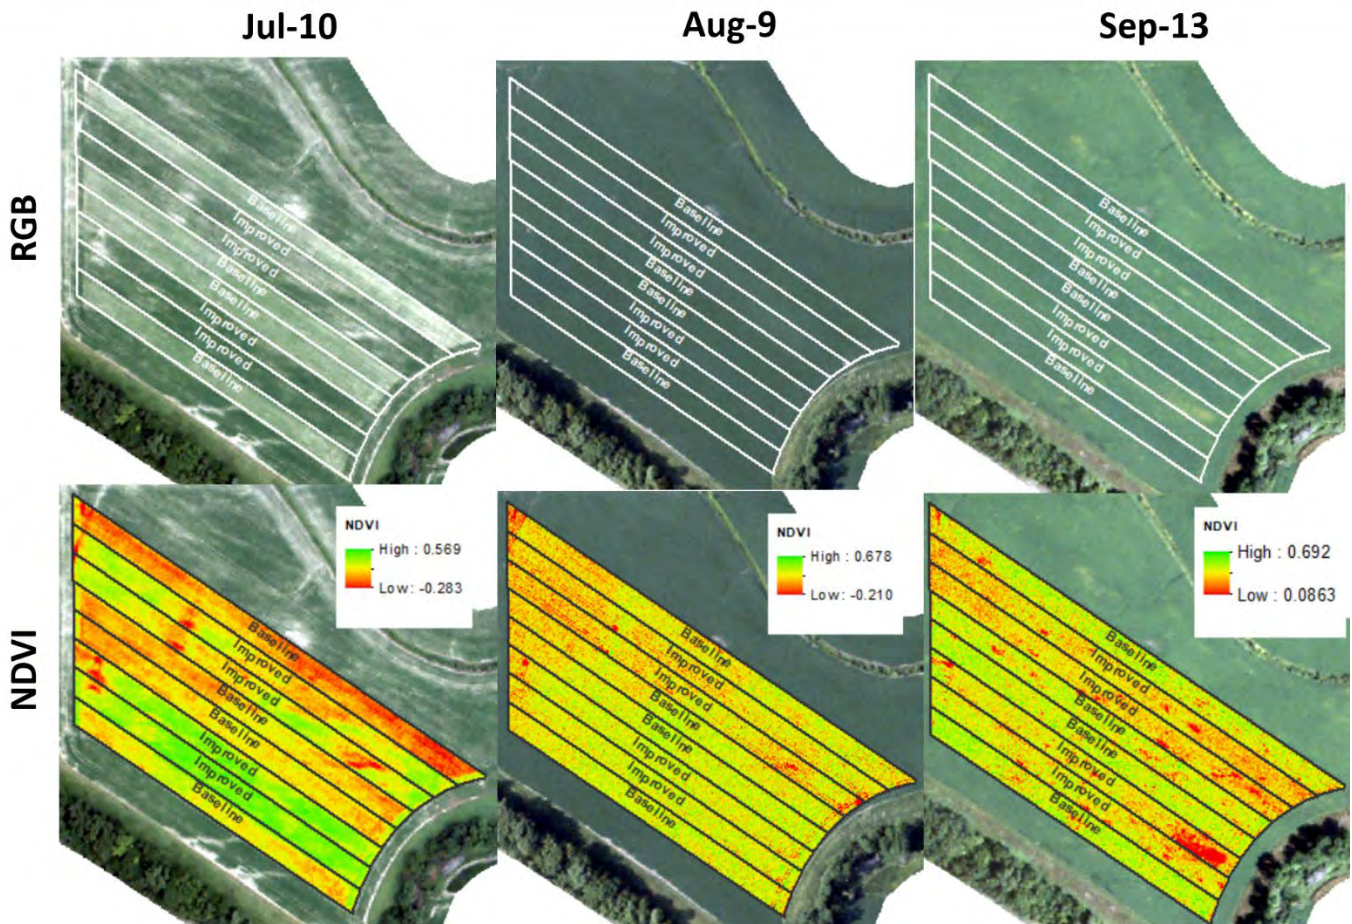 Jul-10
Aug-9
Sep-13
RGB
Baseline
Improved
Improved
Baseline
Baseline
Improved
Improved
Baseline
Baseline
Improved
Improved
Baseline
Baseline
Improved
Improved
Baseline
Baseline
Improved
Improved
Baseline
Baseline
Improved
Improved
Baseline
NDVI
NDVI
High : 0.569
Low: -0.283
Baseline
Improved
Improved
Baseline
Baseline
Improved
Improved
Baseline
NDVI
High : 0.678
Low: -0.210
Baseline
Improved
Improved
Baseline
Baseline
Improved
Improved
Baseline
NDVI
High : 0.692
Low : 0.0863
Baseline
Improved
Improved
Baseline
Baseline
Improved
Improved
Baseline